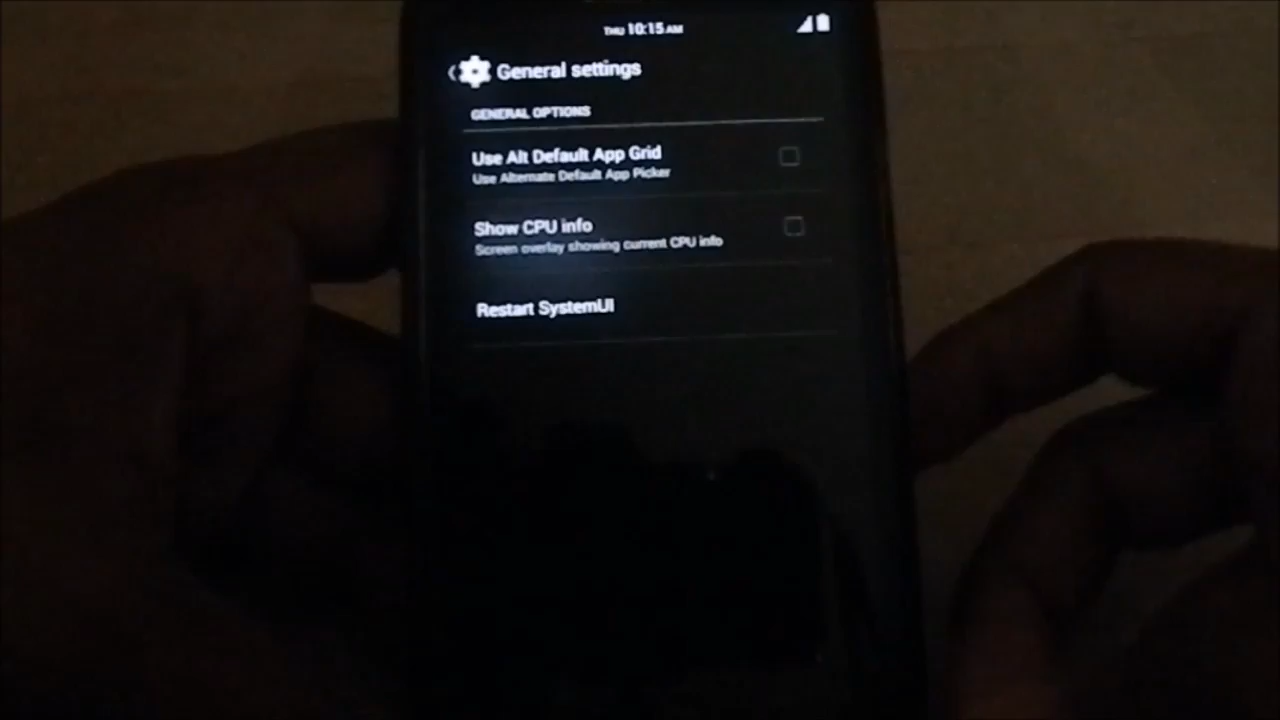 THU 10:15 AM
General settings
GENERAL OPTIONS
Use Alt Default App Grid
Use Alternate Default App Picker
Show CPU info
Screen overlay showing current CPU info
Restart SystemUI